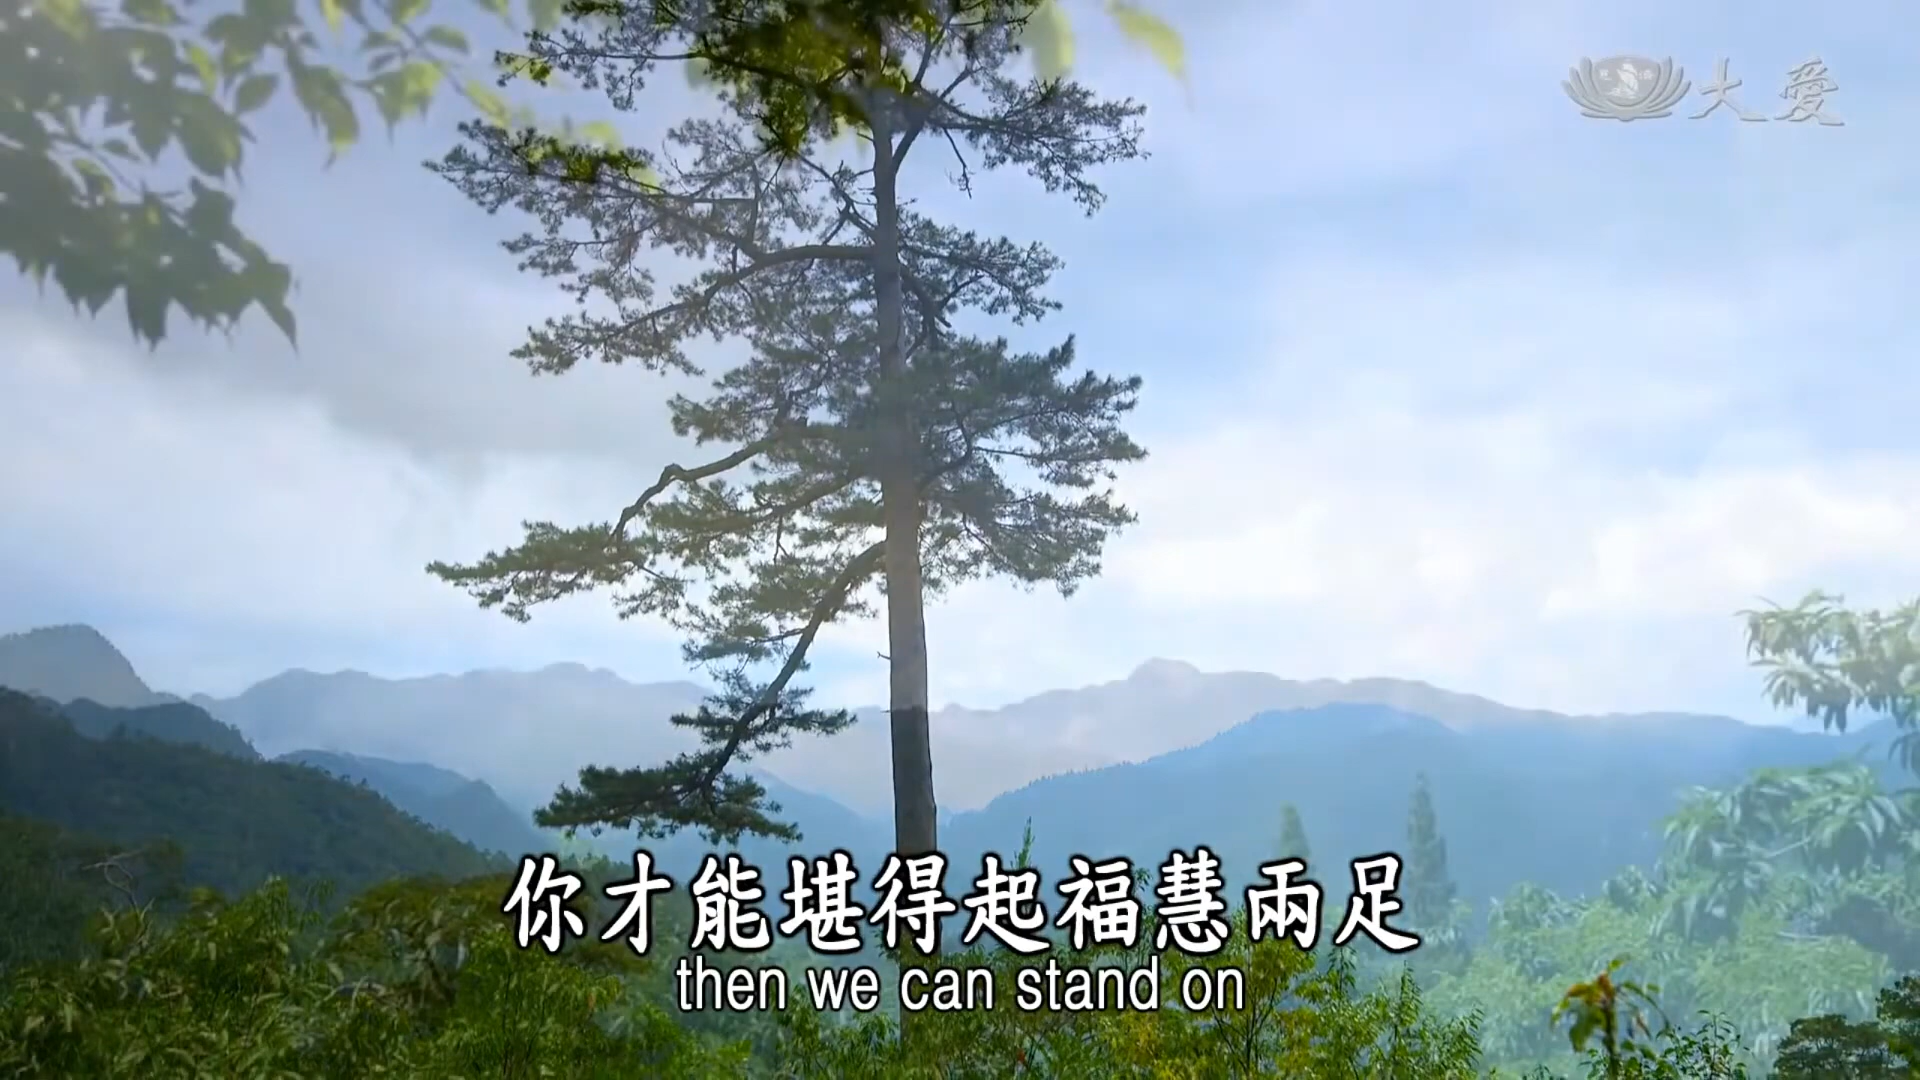 大愛
你才能堪得起福慧兩足
then we can stand on